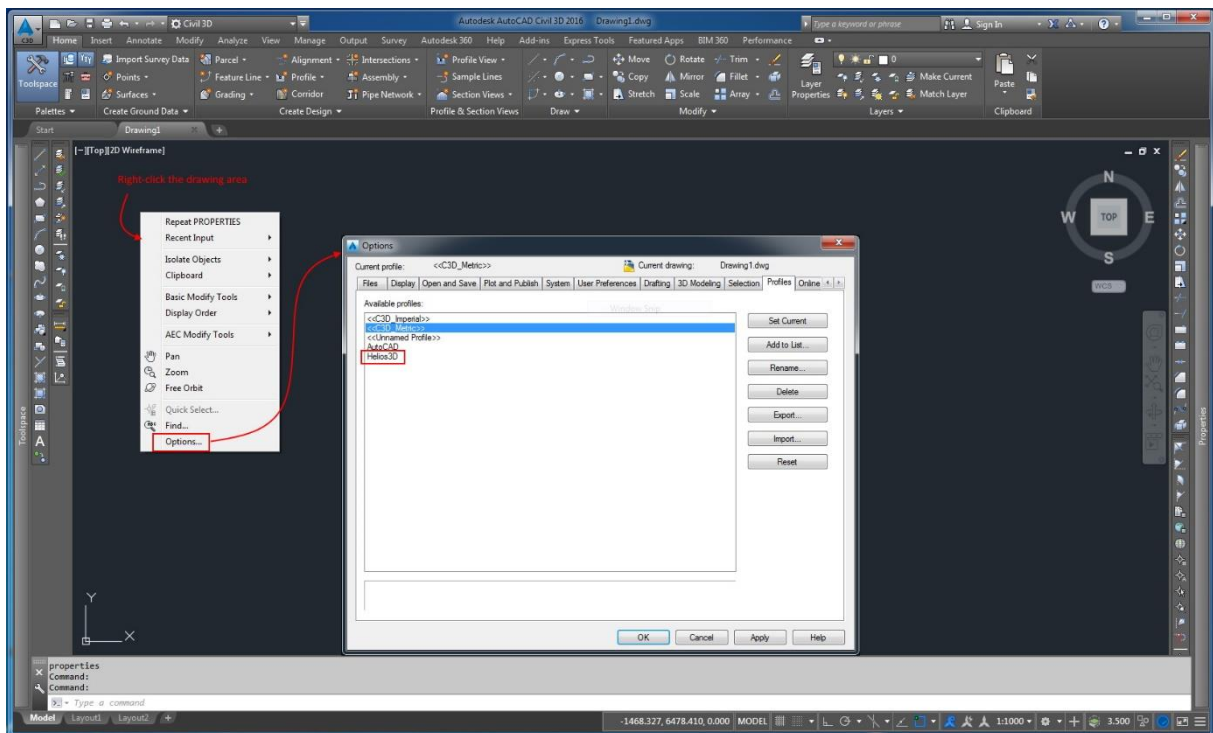 Civil 3D
Autodesk AutoCAD Civil 3D 2016 Drawing1.dwg
Type a keyword or phrase
Sign In
C3D
Home Insert Annotate Modify Analyze View Manage Output Survey Autodesk 360 Help Add-ins Express Tools Featured Apps BIM 360 Performance
Toolspace
Import Survey Data
Points
Surfaces
Parcel
Feature Line
Grading
Alignment
Profile
Corridor
Intersections
Assembly
Pipe Network
Profile View
Sample Lines
Section Views
Move
Copy
Stretch
Rotate
Mirror
Scale
Trim
Fillet
Array
Layer
Properties
0
Make Current
Match Layer
Paste
Palettes Create Ground Data Create Design Profile & Section Views Draw Modify Layers Clipboard
Start Drawing1
[−][Top][2D Wireframe]
Right-click the drawing area
Repeat PROPERTIES
Recent Input
Isolate Objects
Clipboard
Basic Modify Tools
Display Order
AEC Modify Tools
Pan
Zoom
Free Orbit
Quick Select...
Find...
Options...
Options
Current profile: <<C3D_Metric>> Current drawing: Drawing1.dwg
Files Display Open and Save Plot and Publish System User Preferences Drafting 3D Modeling Selection Profiles Online
Available profiles:
Window Snip
<<C3D_Imperial>>
<<C3D_Metric>>
<<Unnamed Profile>>
AutoCAD
Helios3D
Set Current
Add to List...
Rename...
Delete
Export...
Import...
Reset
OK Cancel Apply Help
N
W TOP E
S
WCS
Toolspace
Properties
A
Y
X
properties
Command:
Command:
Type a command
Model Layout1 Layout2 +
-1468.327, 6478.410, 0.000 MODEL 1:1000 3.500